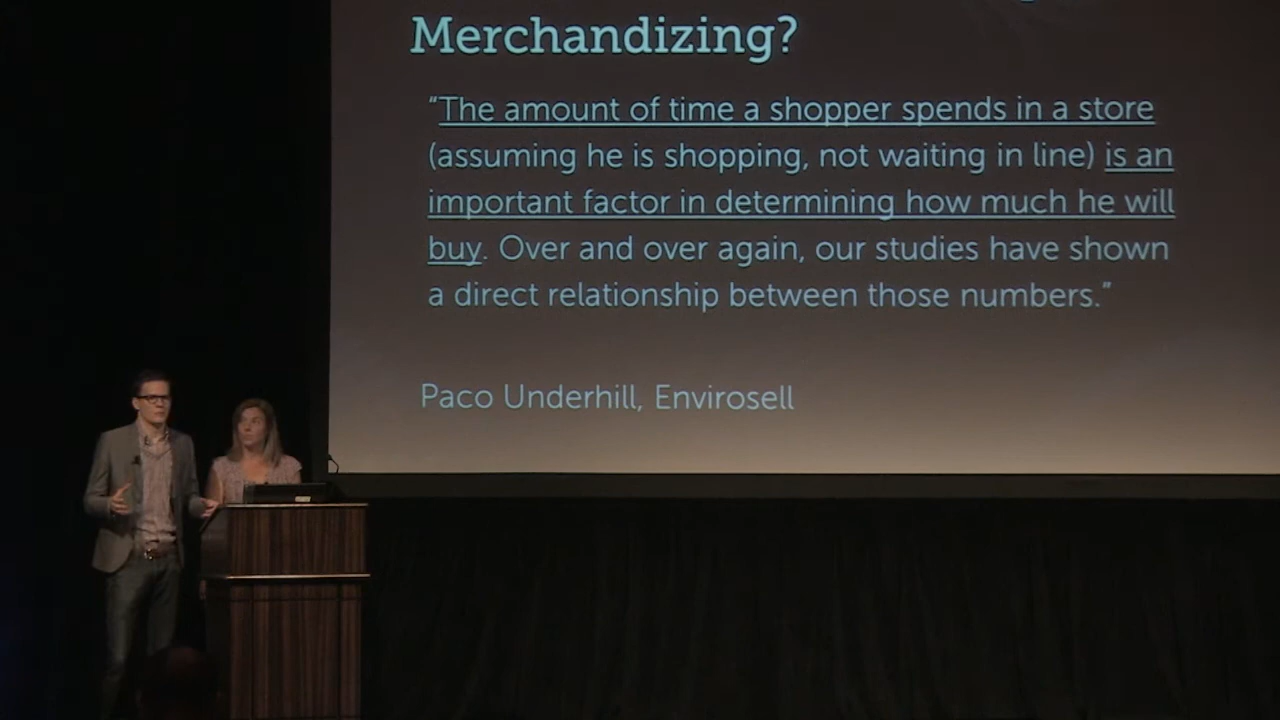 Merchandizing?
“The amount of time a shopper spends in a store
(assuming he is shopping, not waiting in line) is an
important factor in determining how much he will
buy. Over and over again, our studies have shown
a direct relationship between those numbers.”
Paco Underhill, Envirosell